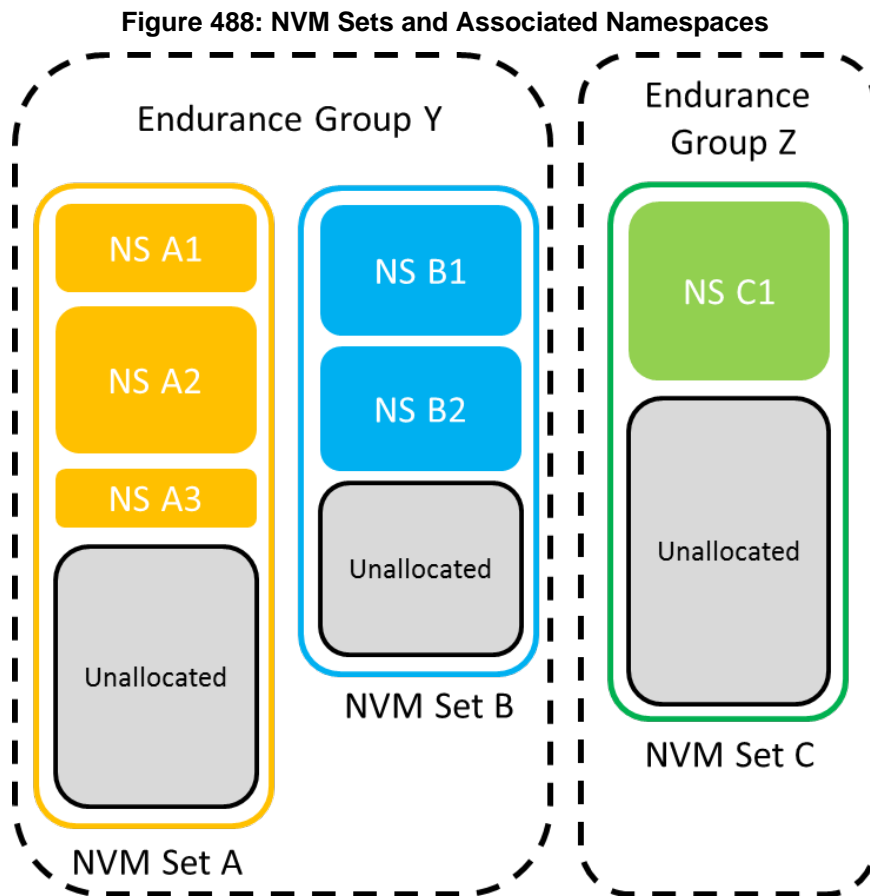 Figure 488: NVM Sets and Associated Namespaces
Endurance Group Y
NS A1
NS A2
NS A3
Unallocated
NVM Set A
NS B1
NS B2
Unallocated
NVM Set B
Endurance
Group Z
NS C1
Unallocated
NVM Set C